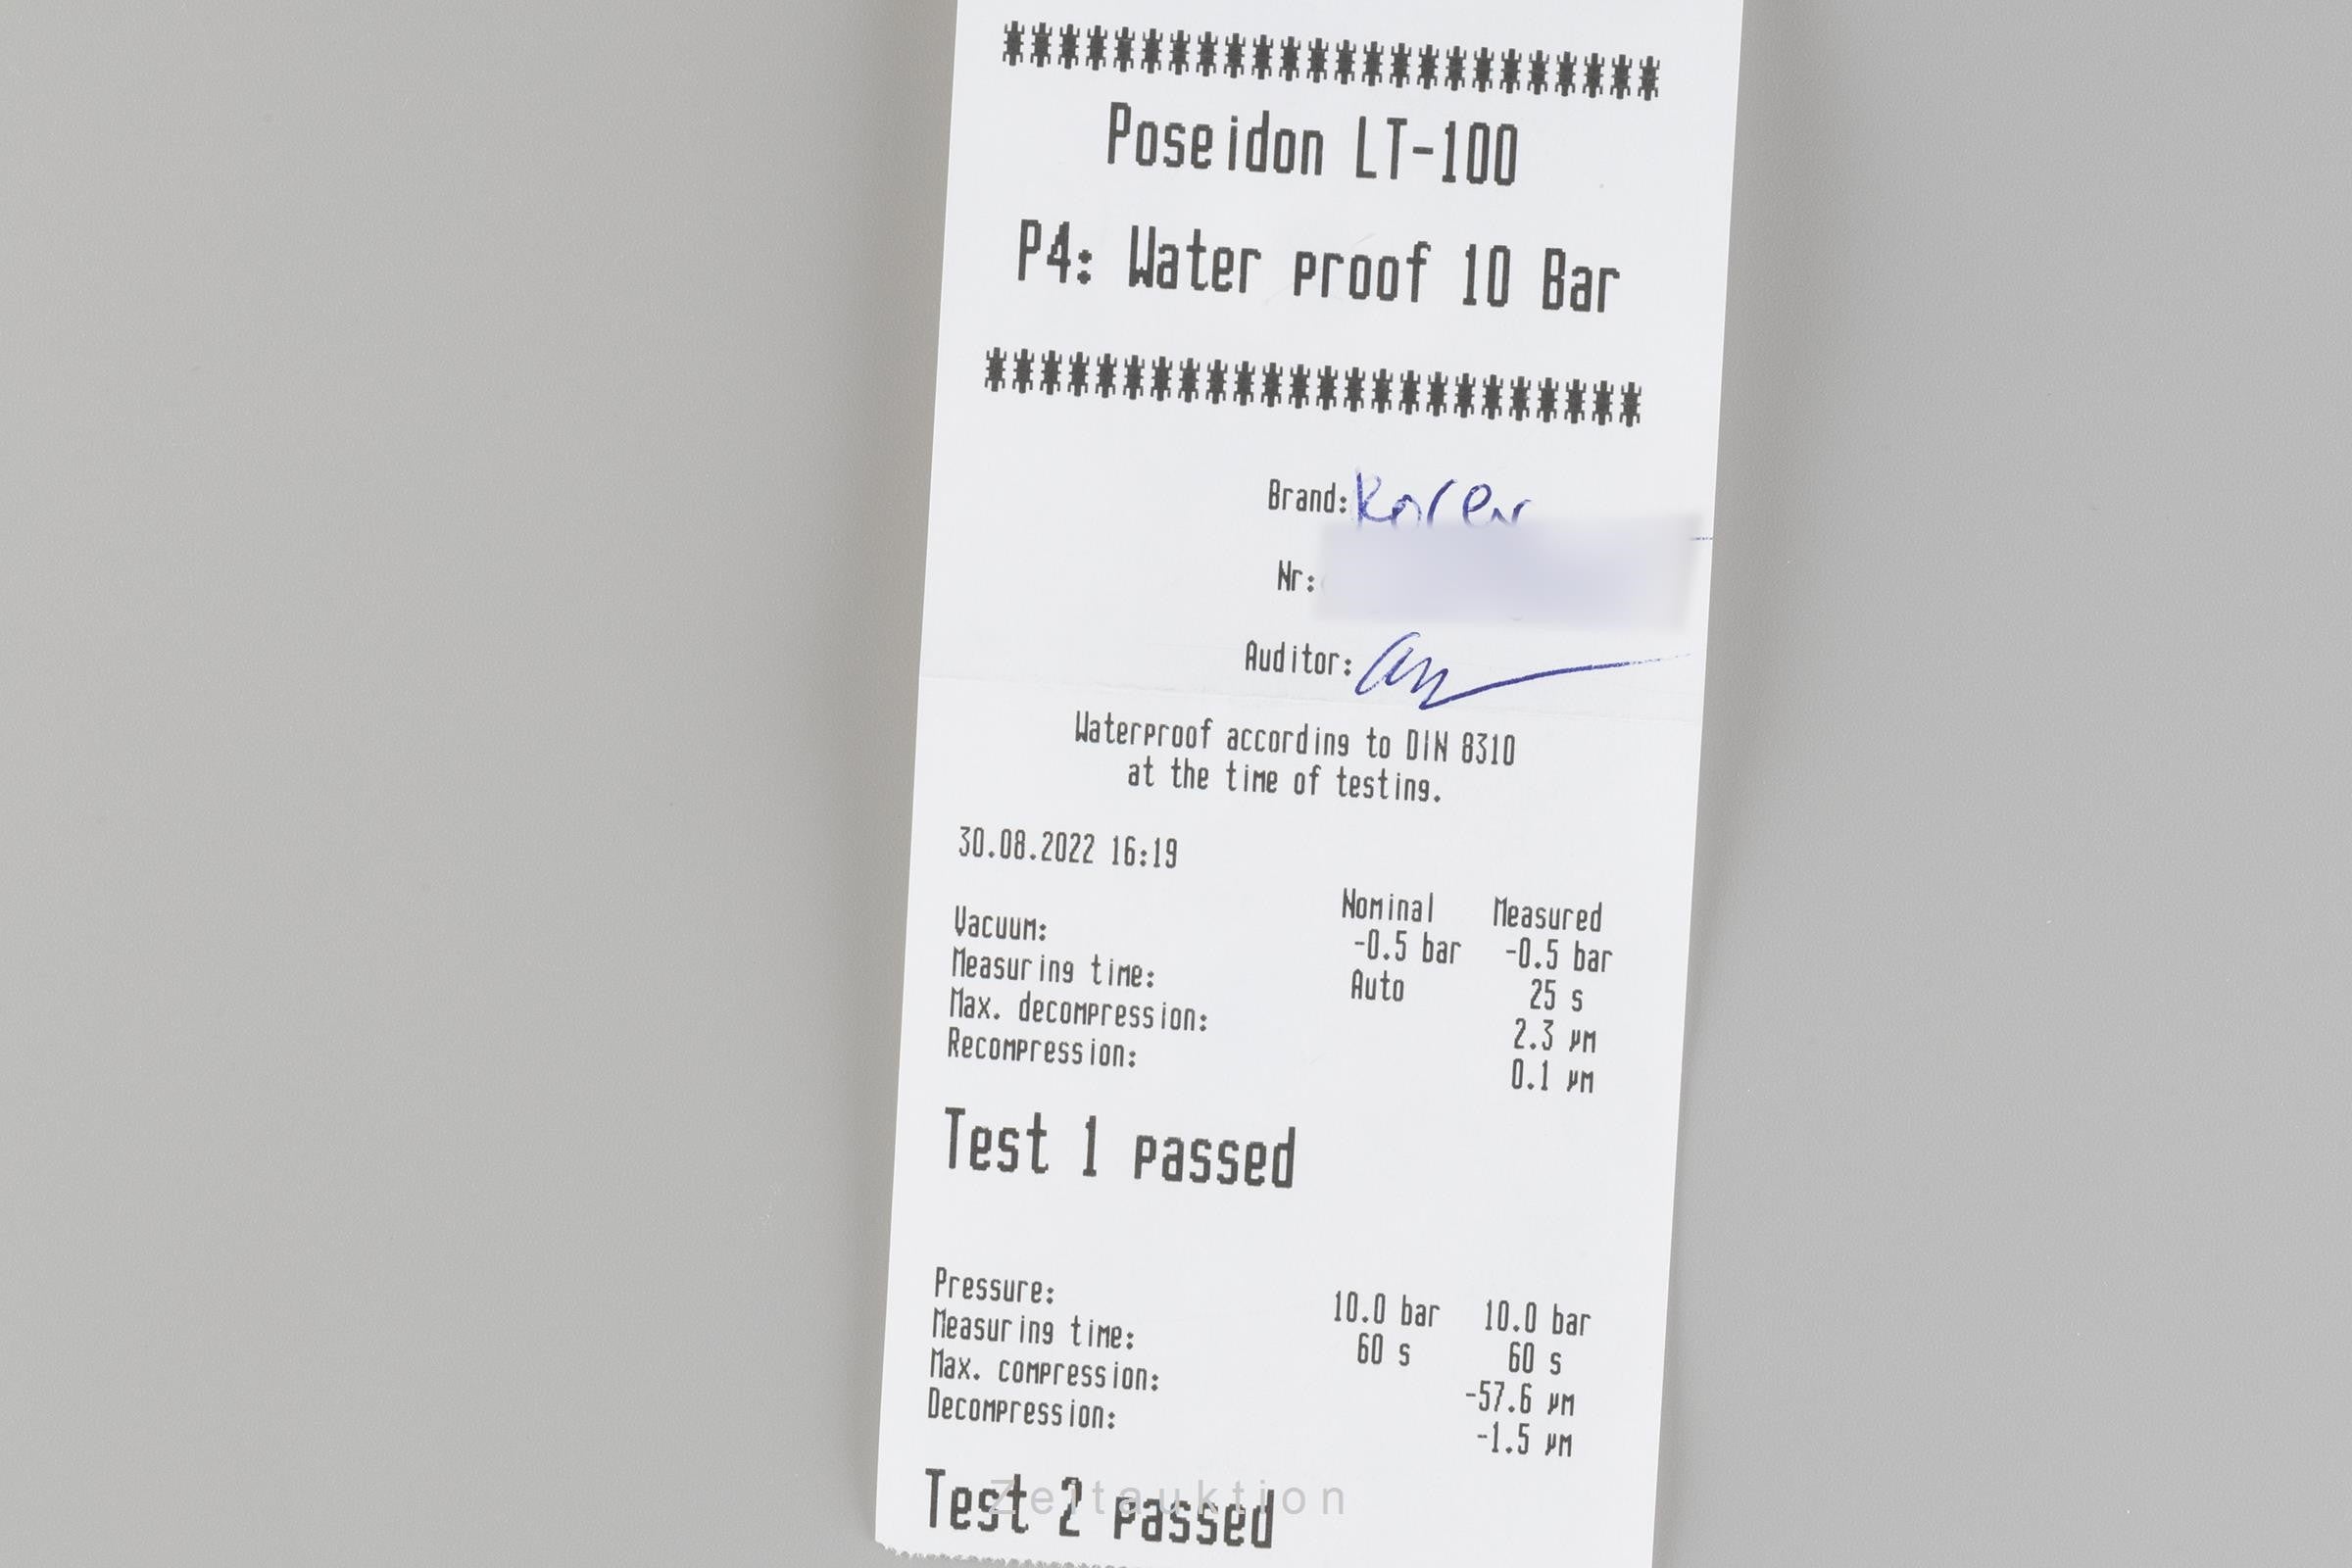 ************************
Poseidon LT-100
P4: Water proof 10 Bar
************************
Brand:
Nr:
Auditor:
Waterproof according to DIN 8310
at the time of testing.
30.08.2022 16:19
Nominal Measured
Vacuum: -0.5 bar -0.5 bar
Measuring time: Auto 25 s
Max. decompression: 2.3 µm
Recompression: 0.1 µm
Test 1 passed
Pressure: 10.0 bar 10.0 bar
Measuring time: 60 s 60 s
Max. compression: -57.6 µm
Decompression: -1.5 µm
Test 2 passed
Zeitauktion